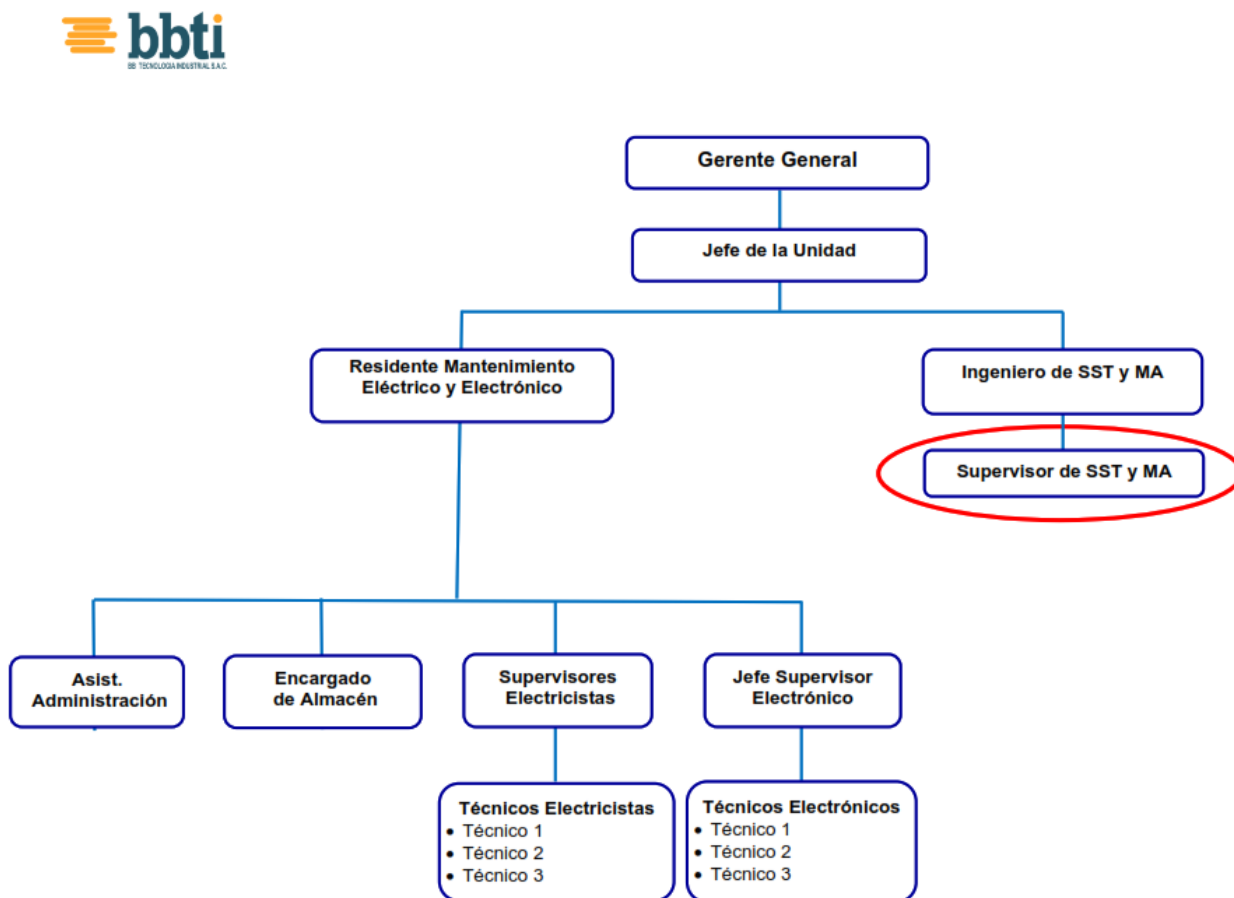 bbti
BB TECNOLOGIA INDUSTRIAL S.A.C.
Gerente General
Jefe de la Unidad
Residente Mantenimiento
Eléctrico y Electrónico
Ingeniero de SST y MA
Supervisor de SST y MA
Asist.
Administración
Encargado
de Almacén
Supervisores
Electricistas
Jefe Supervisor
Electrónico
Técnicos Electricistas
• Técnico 1
• Técnico 2
• Técnico 3
Técnicos Electrónicos
• Técnico 1
• Técnico 2
• Técnico 3